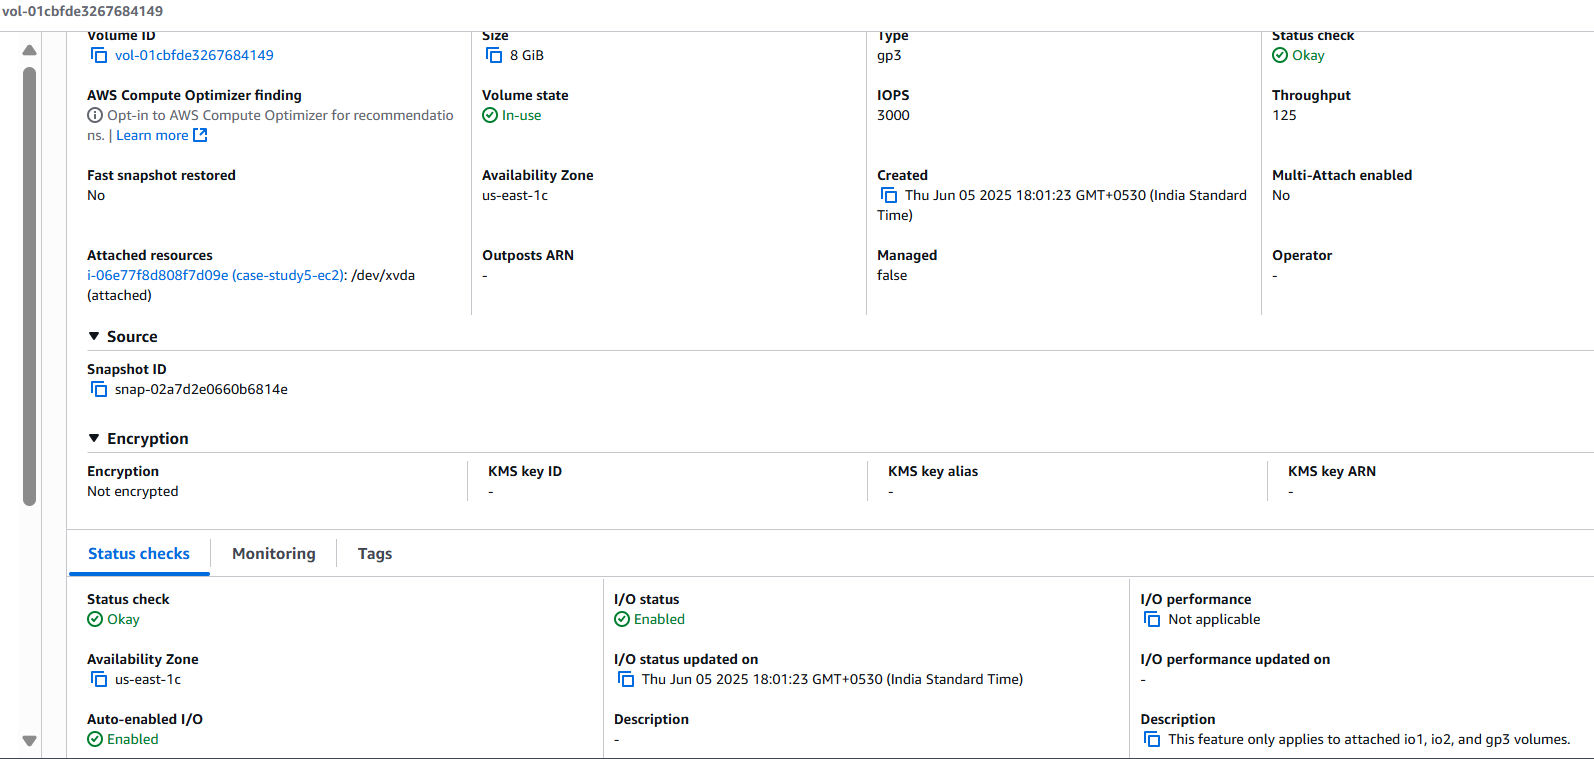 vol-01cbfde3267684149
Volume ID
vol-01cbfde3267684149
Size
8 GiB
Type
gp3
Status check
Okay
AWS Compute Optimizer finding
Opt-in to AWS Compute Optimizer for recommendatio
ns. | Learn more
Volume state
In-use
IOPS
3000
Throughput
125
Fast snapshot restored
No
Availability Zone
us-east-1c
Created
Thu Jun 05 2025 18:01:23 GMT+0530 (India Standard
Time)
Multi-Attach enabled
No
Attached resources
i-06e77f8d808f7d09e (case-study5-ec2): /dev/xvda
(attached)
Outposts ARN
-
Managed
false
Operator
-
Source
Snapshot ID
snap-02a7d2e0660b6814e
Encryption
Encryption
Not encrypted
KMS key ID
-
KMS key alias
-
KMS key ARN
-
Status checks
Monitoring
Tags
Status check
Okay
I/O status
Enabled
I/O performance
Not applicable
Availability Zone
us-east-1c
I/O status updated on
Thu Jun 05 2025 18:01:23 GMT+0530 (India Standard Time)
I/O performance updated on
-
Auto-enabled I/O
Enabled
Description
-
Description
This feature only applies to attached io1, io2, and gp3 volumes.